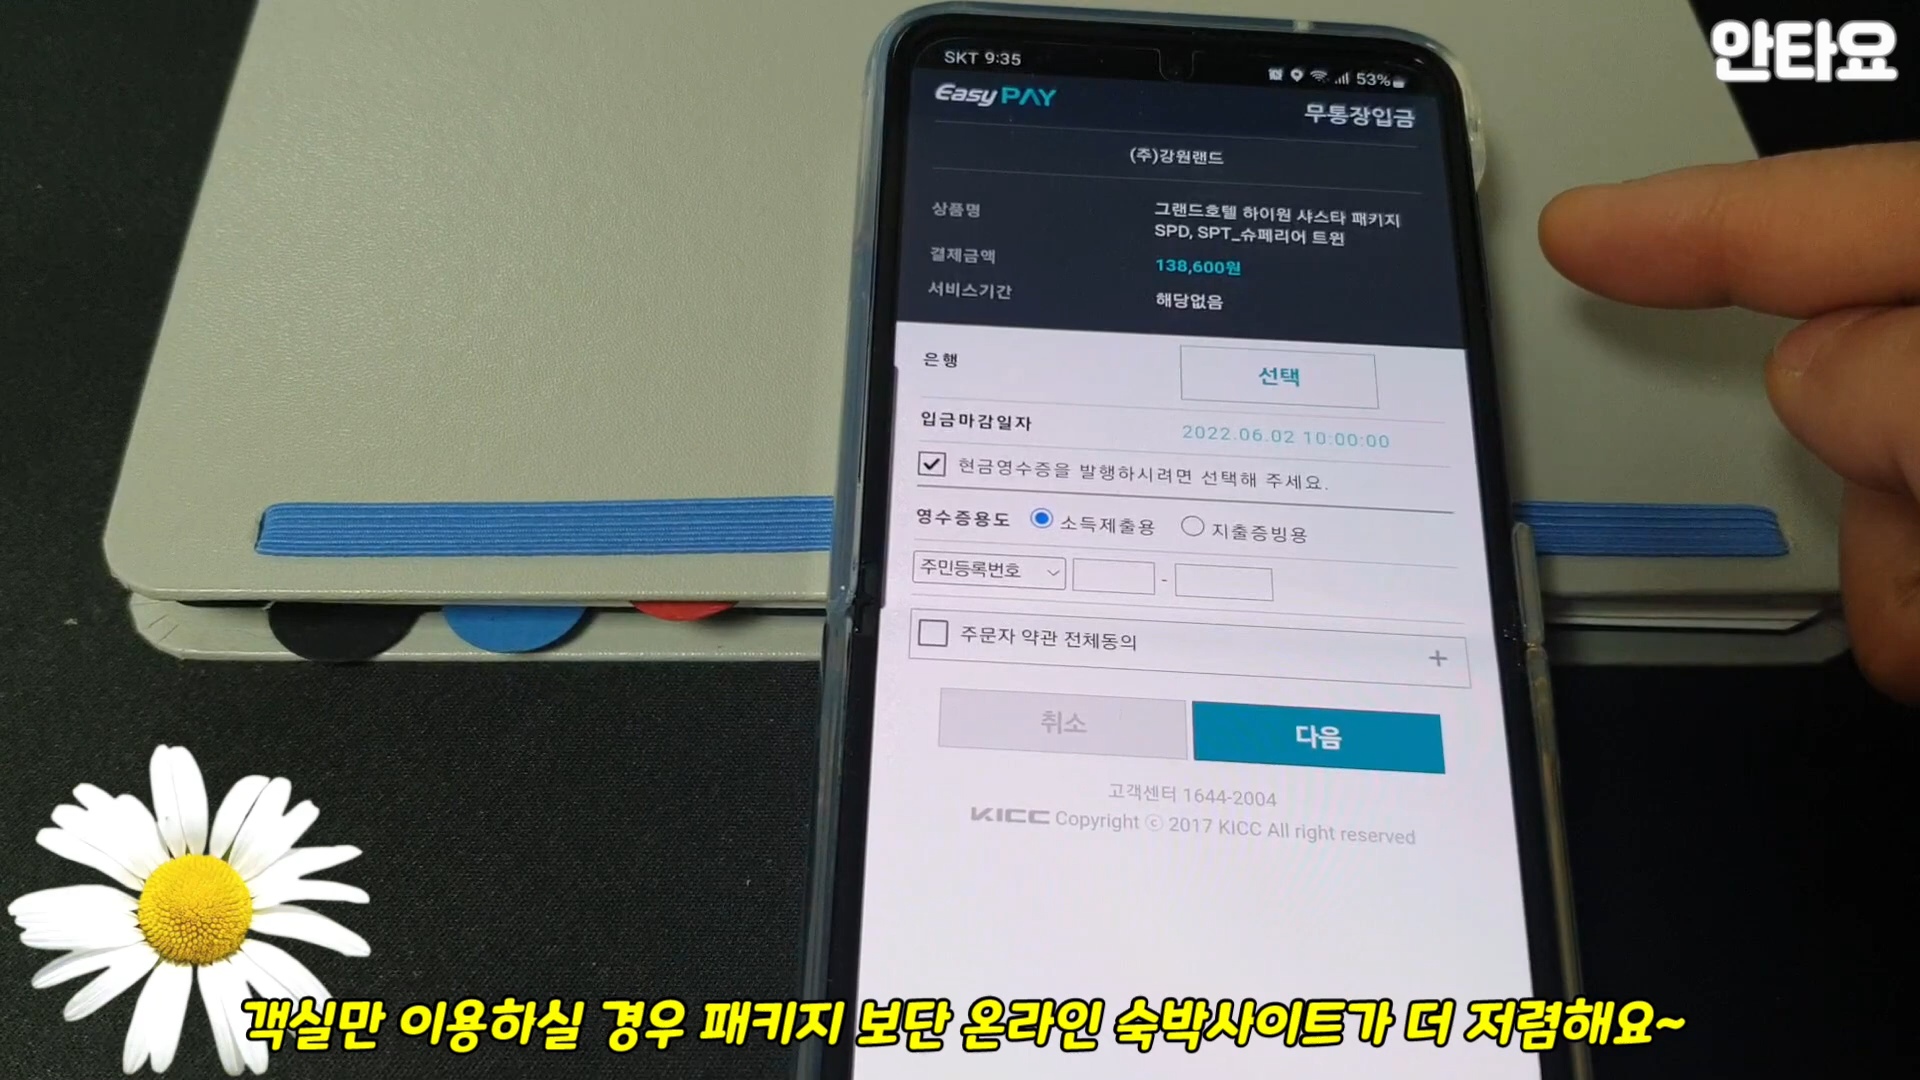 안타요
SKT 9:35
53%
Easy PAY
무통장입금
(주)강원랜드
상품명
그랜드호텔 하이원 샤스타 패키지
SPD, SPT_슈페리어 트윈
결제금액
138,600원
서비스기간
해당없음
은행
선택
입금마감일자
2022.06.02 10:00:00
현금영수증을 발행하시려면 선택해 주세요.
영수증용도 소득제출용 지출증빙용
주민등록번호 -
주문자 약관 전체동의 +
취소
다음
고객센터 1644-2004
KICC Copyright ⓒ 2017 KICC All right reserved
객실만 이용하실 경우 패키지 보단 온라인 숙박사이트가 더 저렴해요~